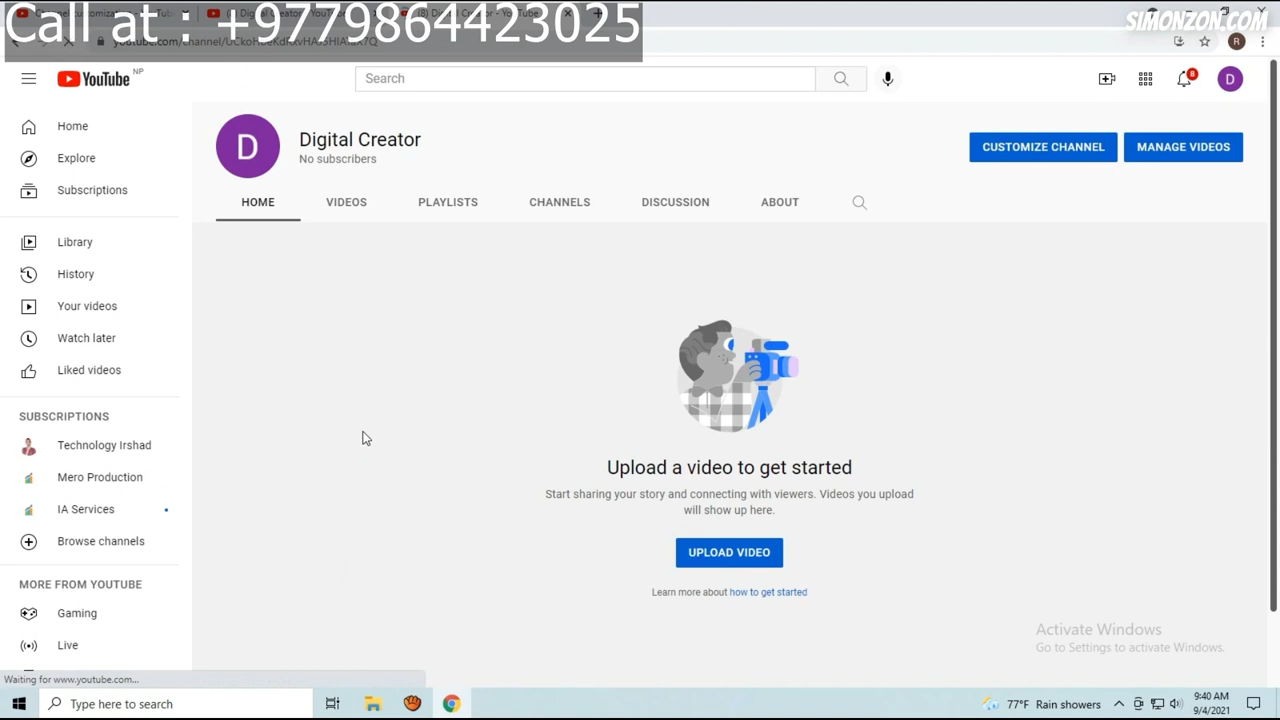 Call at : +9779864423025
SIMONZON.COM
YouTube NP
Search
8
D
R
Home
Explore
Subscriptions
Library
History
Your videos
Watch later
Liked videos
SUBSCRIPTIONS
Technology Irshad
Mero Production
IA Services
Browse channels
MORE FROM YOUTUBE
Gaming
Live
D
Digital Creator
No subscribers
CUSTOMIZE CHANNEL
MANAGE VIDEOS
HOME VIDEOS PLAYLISTS CHANNELS DISCUSSION ABOUT
Upload a video to get started
Start sharing your story and connecting with viewers. Videos you upload
will show up here.
UPLOAD VIDEO
Learn more about how to get started
Activate Windows
Go to Settings to activate Windows.
Waiting for www.youtube.com...
Type here to search
77°F Rain showers
9:40 AM
9/4/2021